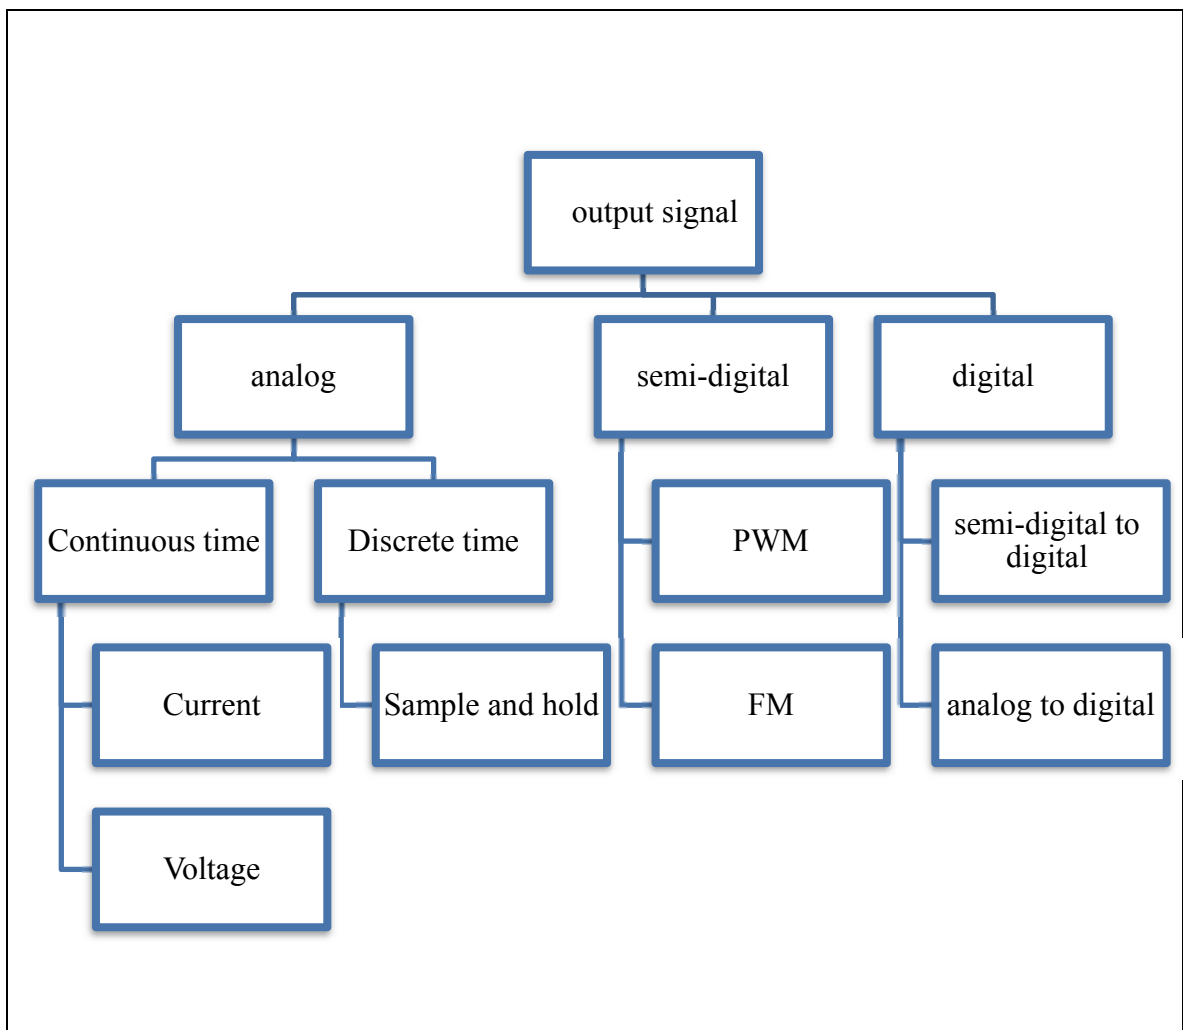 output signal
analog
semi-digital
digital
Continuous time
Discrete time
PWM
semi-digital to
digital
Current
Sample and hold
FM
analog to digital
Voltage